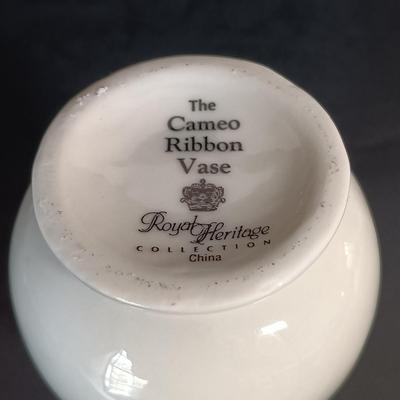 The
Cameo
Ribbon
Vase
Royal Heritage
COLLECTION
China